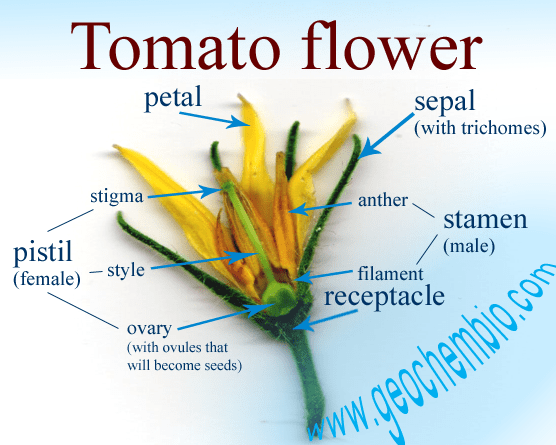 Tomato flower
petal
sepal
(with trichomes)
stigma
anther
pistil
(female)
stamen
(male)
style
filament
receptacle
ovary
(with ovules that
will become seeds)
www.geochembio.com